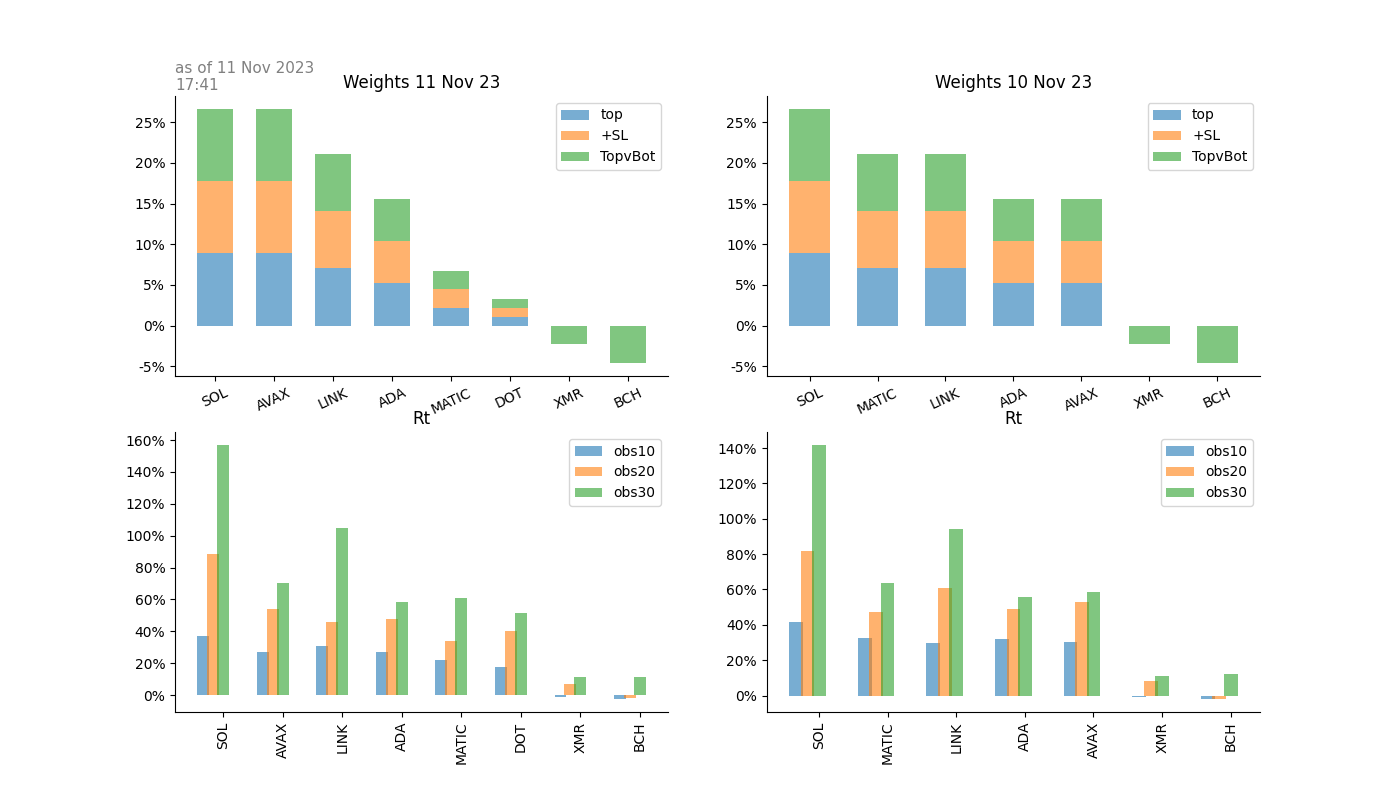 as of 11 Nov 2023
17:41
Weights 11 Nov 23
25%
20%
15%
10%
5%
0%
-5%
top
+SL
TopvBot
SOL
AVAX
LINK
ADA
MATIC
DOT
XMR
BCH
Weights 10 Nov 23
25%
20%
15%
10%
5%
0%
-5%
top
+SL
TopvBot
SOL
MATIC
LINK
ADA
AVAX
XMR
BCH
Rt
160%
140%
120%
100%
80%
60%
40%
20%
0%
obs10
obs20
obs30
SOL
AVAX
LINK
ADA
MATIC
DOT
XMR
BCH
Rt
140%
120%
100%
80%
60%
40%
20%
0%
obs10
obs20
obs30
SOL
MATIC
LINK
ADA
AVAX
XMR
BCH